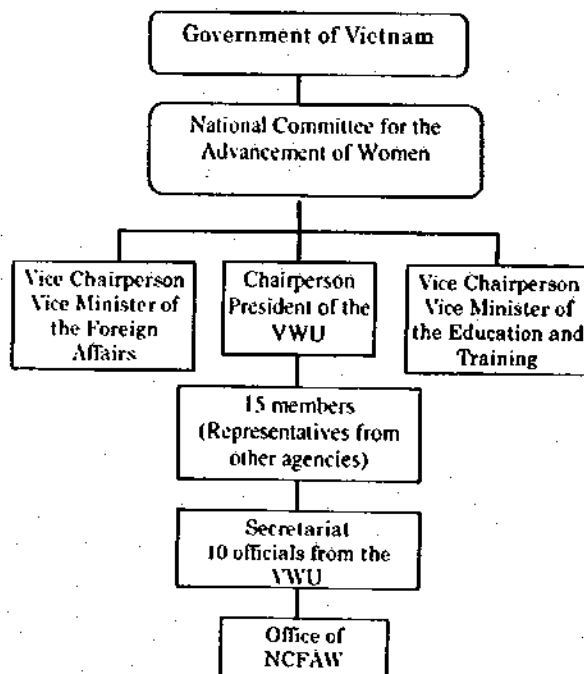 Government of Vietnam
National Committee for the
Advancement of Women
Vice Chairperson
Vice Minister of
the Foreign
Affairs
Chairperson
President of the
VWU
Vice Chairperson
Vice Minister of
the Education and
Training
15 members
(Representatives from
other agencies)
Secretariat
10 officials from the
VWU
Office of
NCFAW